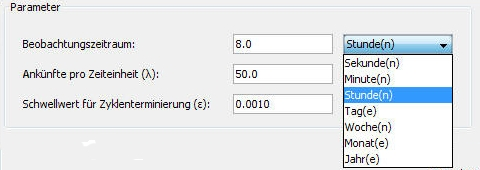 Parameter
Beobachtungszeitraum: 8.0 Stunde(n)
Sekunde(n)
Ankünfte pro Zeiteinheit (λ): 50.0
Minute(n)
Stunde(n)
Schwellwert für Zyklenterminierung (ε): 0.0010
Tag(e)
Woche(n)
Monat(e)
Jahr(e)